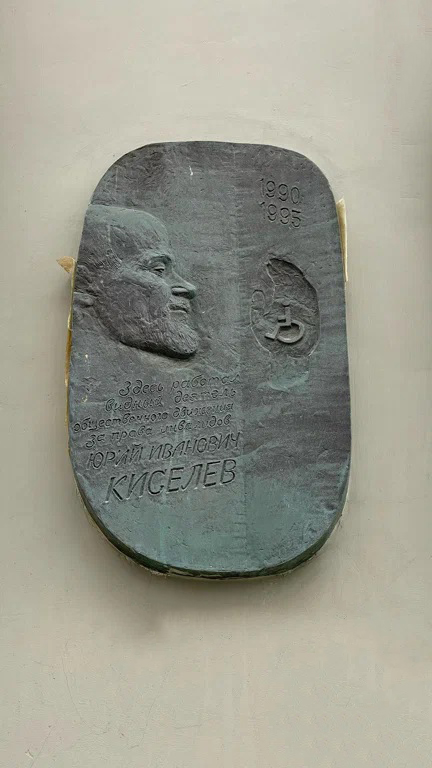 1990
1995
Здесь работал
видный деятель
общественного движения
за права инвалидов
ЮРИЙ ИВАНОВИЧ
КИСЕЛЕВ